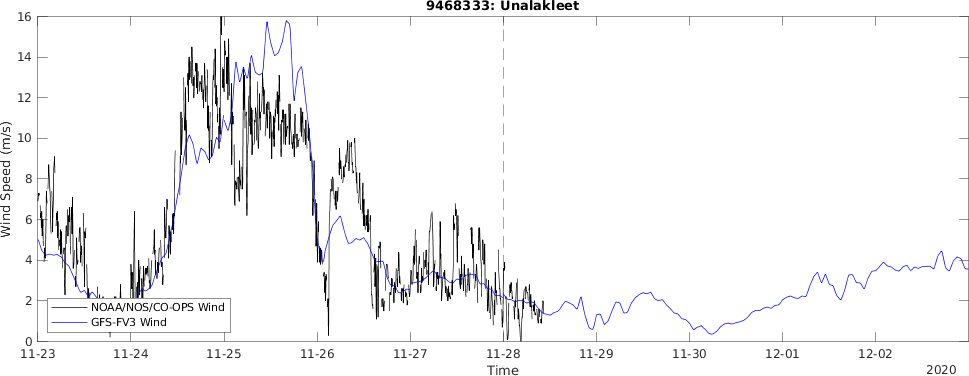 9468333: Unalakleet
Wind Speed (m/s)
16
14
12
10
8
6
4
2
0
NOAA/NOS/CO-OPS Wind
GFS-FV3 Wind
11-23 11-24 11-25 11-26 11-27 11-28 11-29 11-30 12-01 12-02
Time
2020